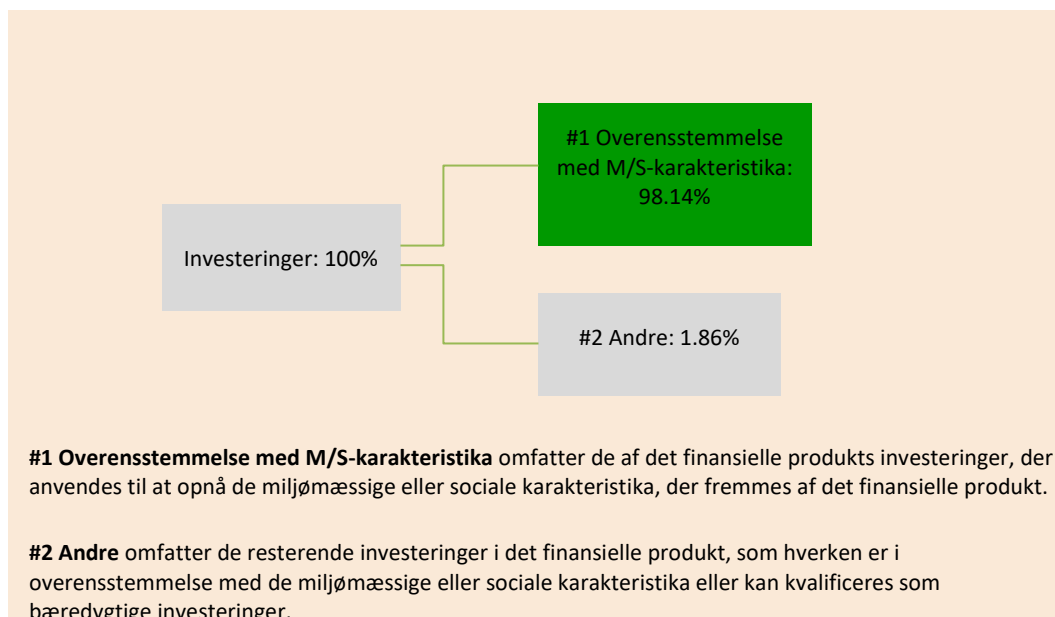 #1 Overensstemmelse
med M/S-karakteristika:
98.14%
Investeringer: 100%
#2 Andre: 1.86%
#1 Overensstemmelse med M/S-karakteristika omfatter de af det finansielle produkts investeringer, der
anvendes til at opnå de miljømæssige eller sociale karakteristika, der fremmes af det finansielle produkt.
#2 Andre omfatter de resterende investeringer i det finansielle produkt, som hverken er i
overensstemmelse med de miljømæssige eller sociale karakteristika eller kan kvalificeres som
bæredygtige investeringer.